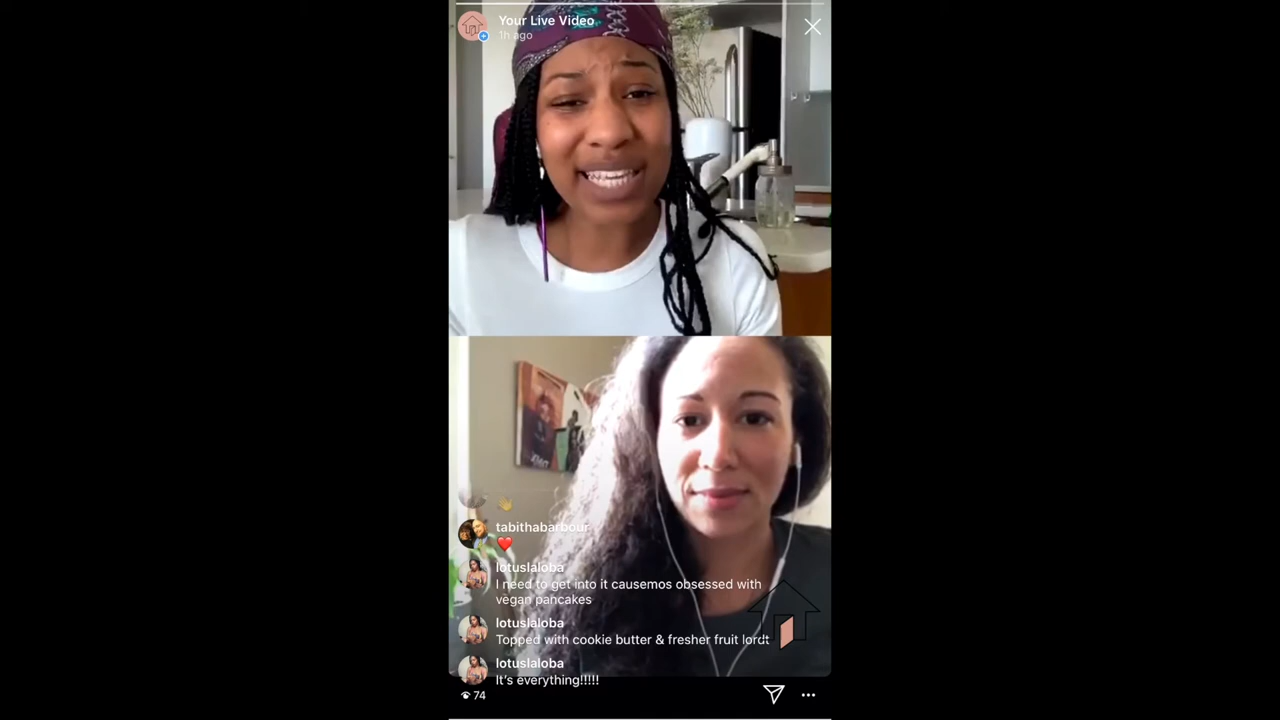 Your Live Video
1h ago
tabithabarbour
lotuslaloba
I need to get into it causemos obsessed with
vegan pancakes
lotuslaloba
Topped with cookie butter & fresher fruit lordt
lotuslaloba
It's everything!!!!!
74